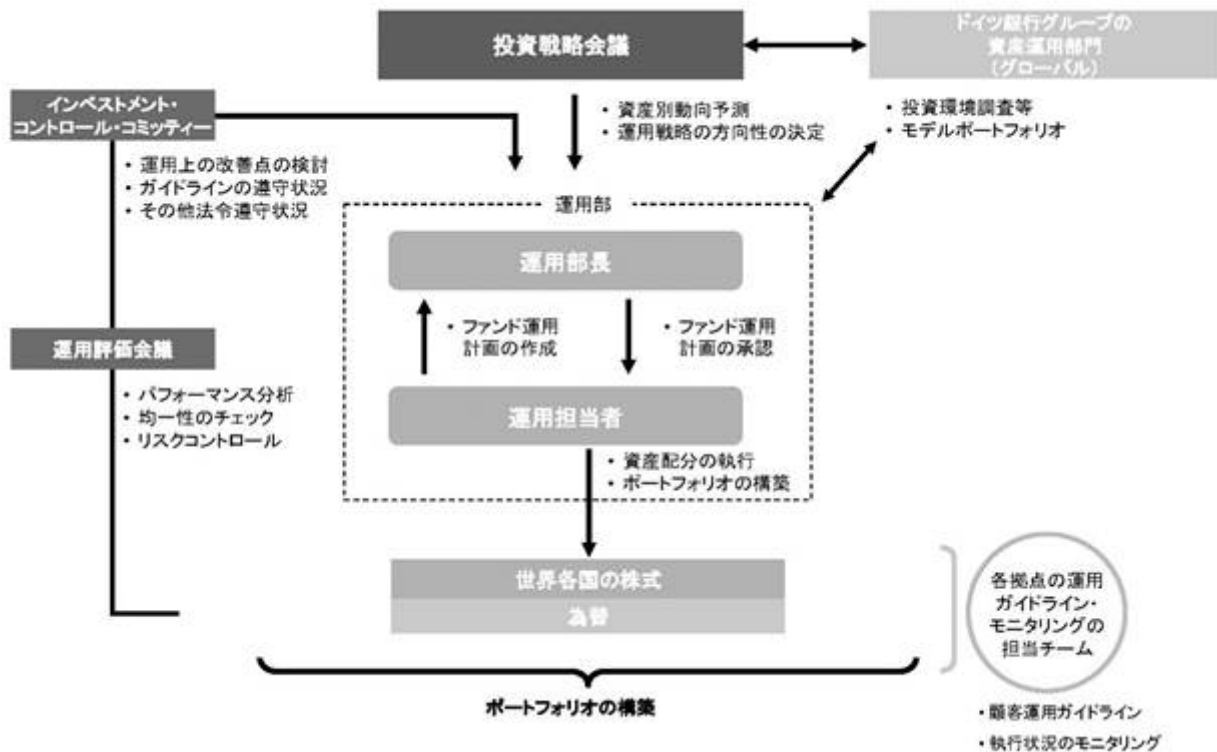 投資戦略会議
ドイツ銀行グループの
資産運用部門
(グローバル)
インベストメント・
コントロール・コミッティー
・資産別動向予測
・運用戦略の方向性の決定
・投資環境調査等
・モデルポートフォリオ
・運用上の改善点の検討
・ガイドラインの遵守状況
・その他法令遵守状況
運用部
運用部長
・ファンド運用
計画の作成
・ファンド運用
計画の承認
運用評価会議
・パフォーマンス分析
・均一性のチェック
・リスクコントロール
運用担当者
・資産配分の執行
・ポートフォリオの構築
世界各国の株式
為替
各拠点の運用
ガイドライン・
モニタリングの
担当チーム
ポートフォリオの構築
・顧客運用ガイドライン
・執行状況のモニタリング